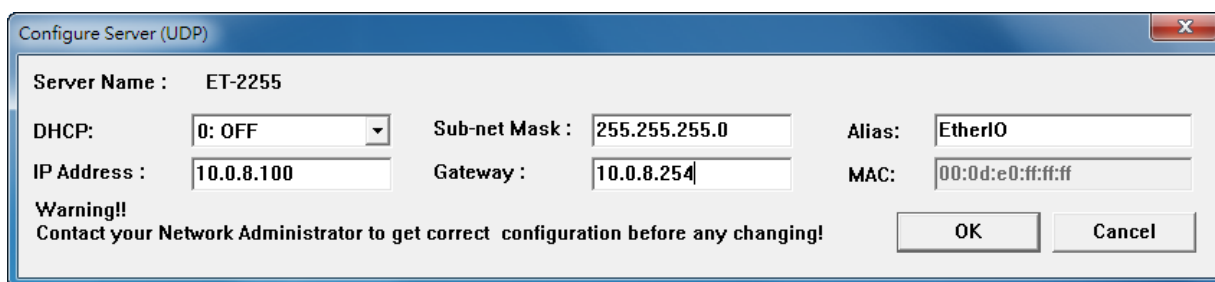 Configure Server (UDP)
Server Name : ET-2255
DHCP: 0: OFF Sub-net Mask : 255.255.255.0 Alias: EtherIO
IP Address : 10.0.8.100 Gateway : 10.0.8.254 MAC: 00:0d:e0:ff:ff:ff
Warning!!
Contact your Network Administrator to get correct configuration before any changing!
OK Cancel